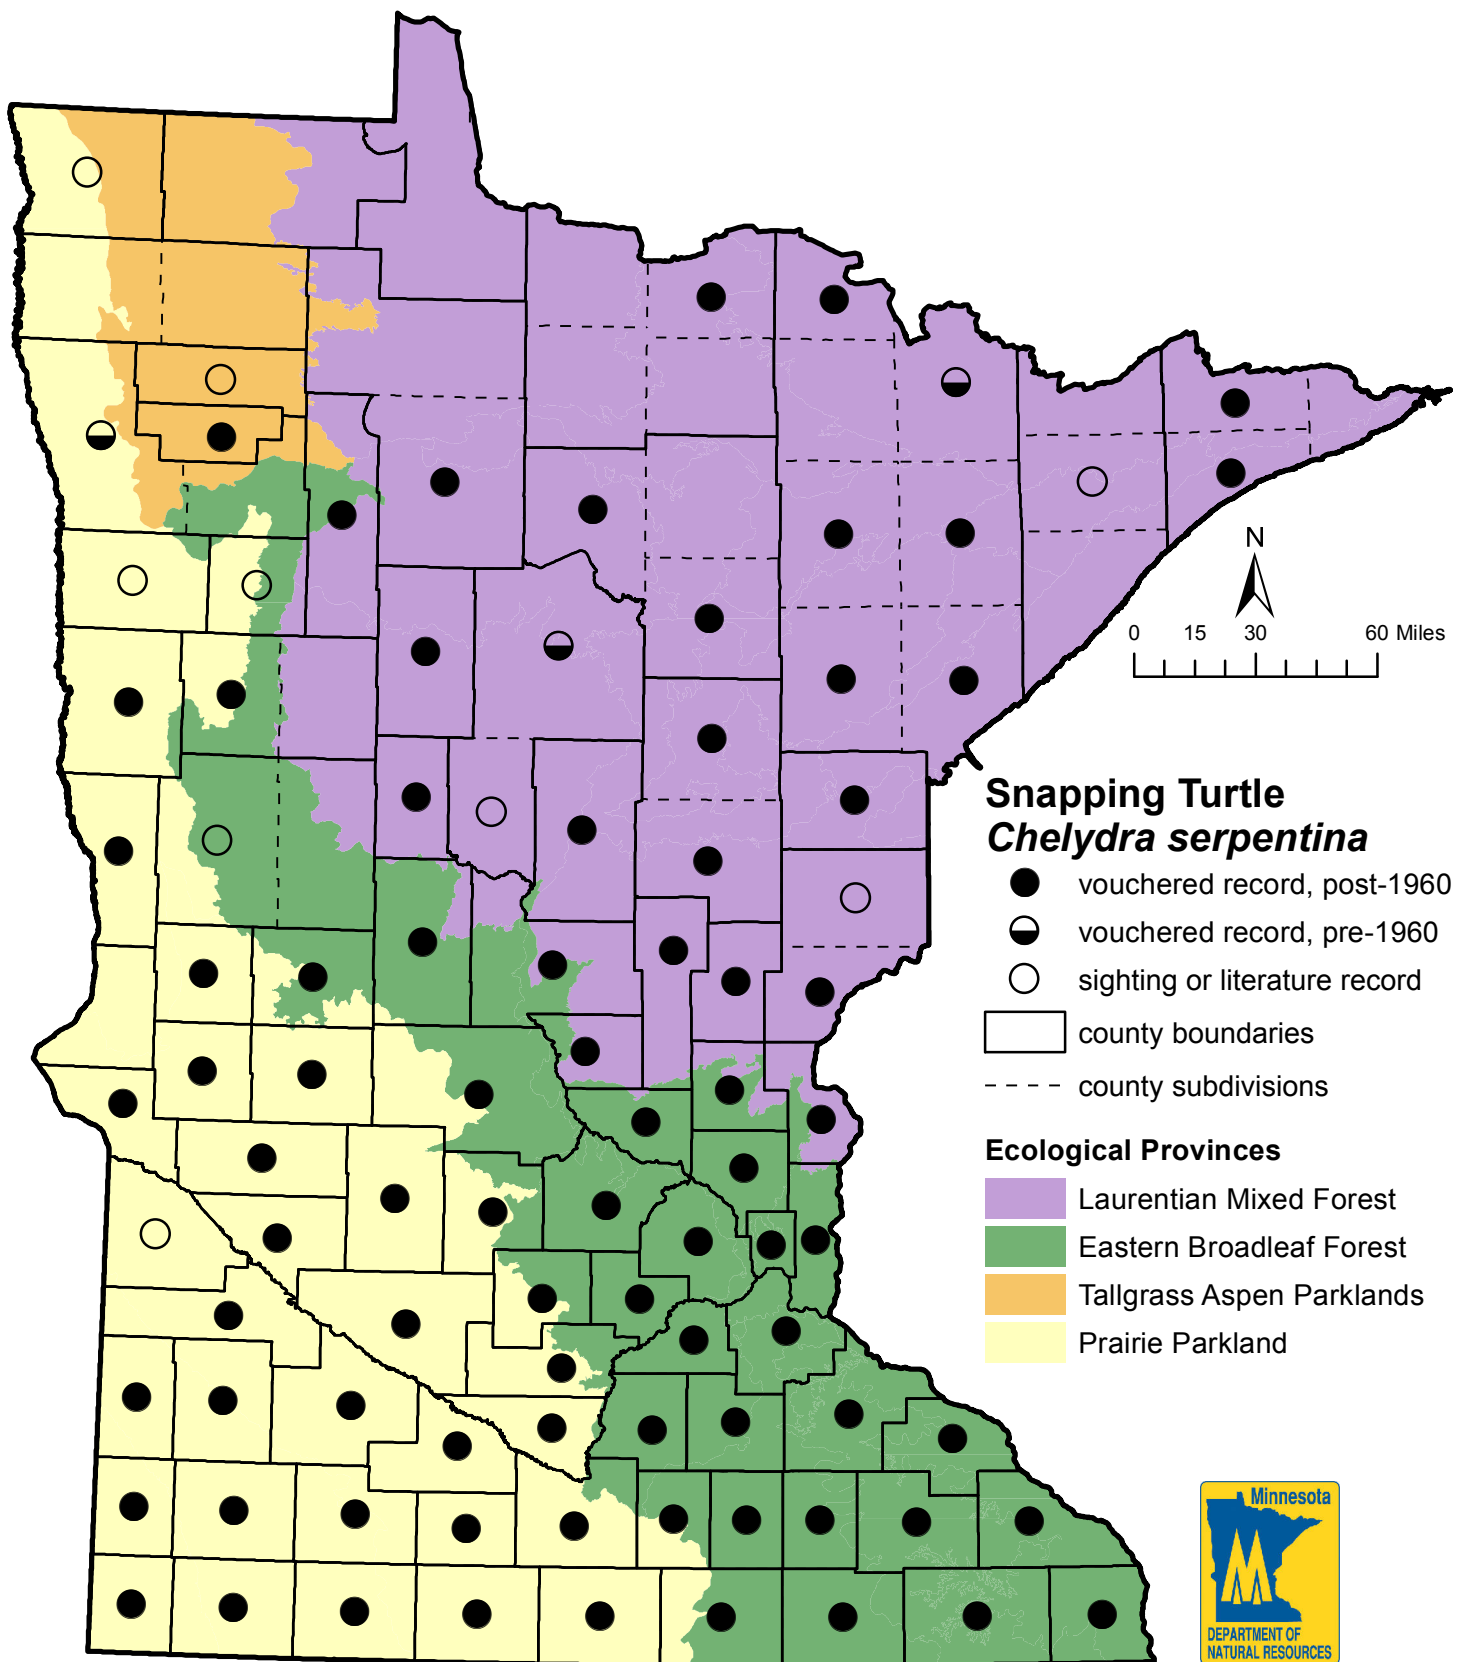 N
0 15 30 60 Miles
Snapping Turtle
Chelydra serpentina
vouchered record, post-1960
vouchered record, pre-1960
sighting or literature record
county boundaries
county subdivisions
Ecological Provinces
Laurentian Mixed Forest
Eastern Broadleaf Forest
Tallgrass Aspen Parklands
Prairie Parkland
Minnesota
DEPARTMENT OF
NATURAL RESOURCES